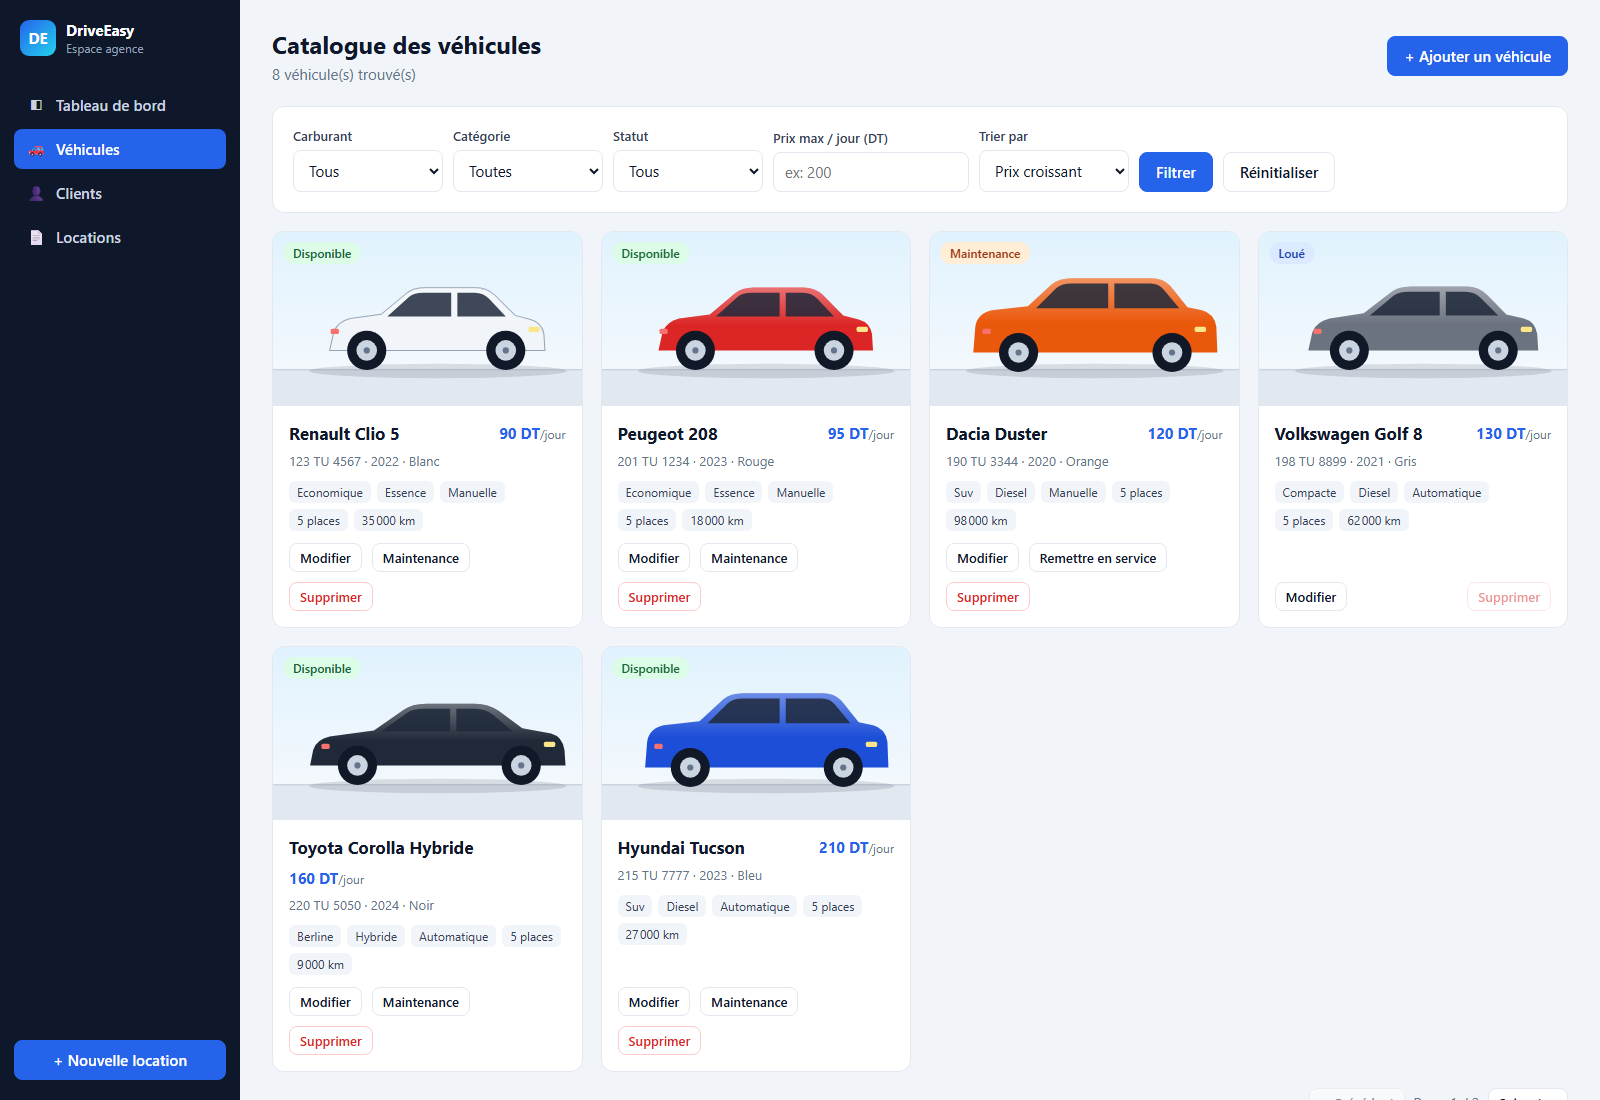 DE
DriveEasy
Espace agence
Tableau de bord
Véhicules
Clients
Locations
+ Nouvelle location
Catalogue des véhicules
8 véhicule(s) trouvé(s)
+ Ajouter un véhicule
Carburant
Catégorie
Statut
Prix max / jour (DT)
Trier par
Tous
Toutes
Tous
ex: 200
Prix croissant
Filtrer
Réinitialiser
Disponible
Renault Clio 5
90 DT/jour
123 TU 4567 · 2022 · Blanc
Economique
Essence
Manuelle
5 places
35 000 km
Modifier
Maintenance
Supprimer
Disponible
Peugeot 208
95 DT/jour
201 TU 1234 · 2023 · Rouge
Economique
Essence
Manuelle
5 places
18 000 km
Modifier
Maintenance
Supprimer
Maintenance
Dacia Duster
120 DT/jour
190 TU 3344 · 2020 · Orange
Suv
Diesel
Manuelle
5 places
98 000 km
Modifier
Remettre en service
Supprimer
Loué
Volkswagen Golf 8
130 DT/jour
198 TU 8899 · 2021 · Gris
Compacte
Diesel
Automatique
5 places
62 000 km
Modifier
Supprimer
Disponible
Toyota Corolla Hybride
160 DT/jour
220 TU 5050 · 2024 · Noir
Berline
Hybride
Automatique
5 places
9 000 km
Modifier
Maintenance
Supprimer
Disponible
Hyundai Tucson
210 DT/jour
215 TU 7777 · 2023 · Bleu
Suv
Diesel
Automatique
5 places
27 000 km
Modifier
Maintenance
Supprimer